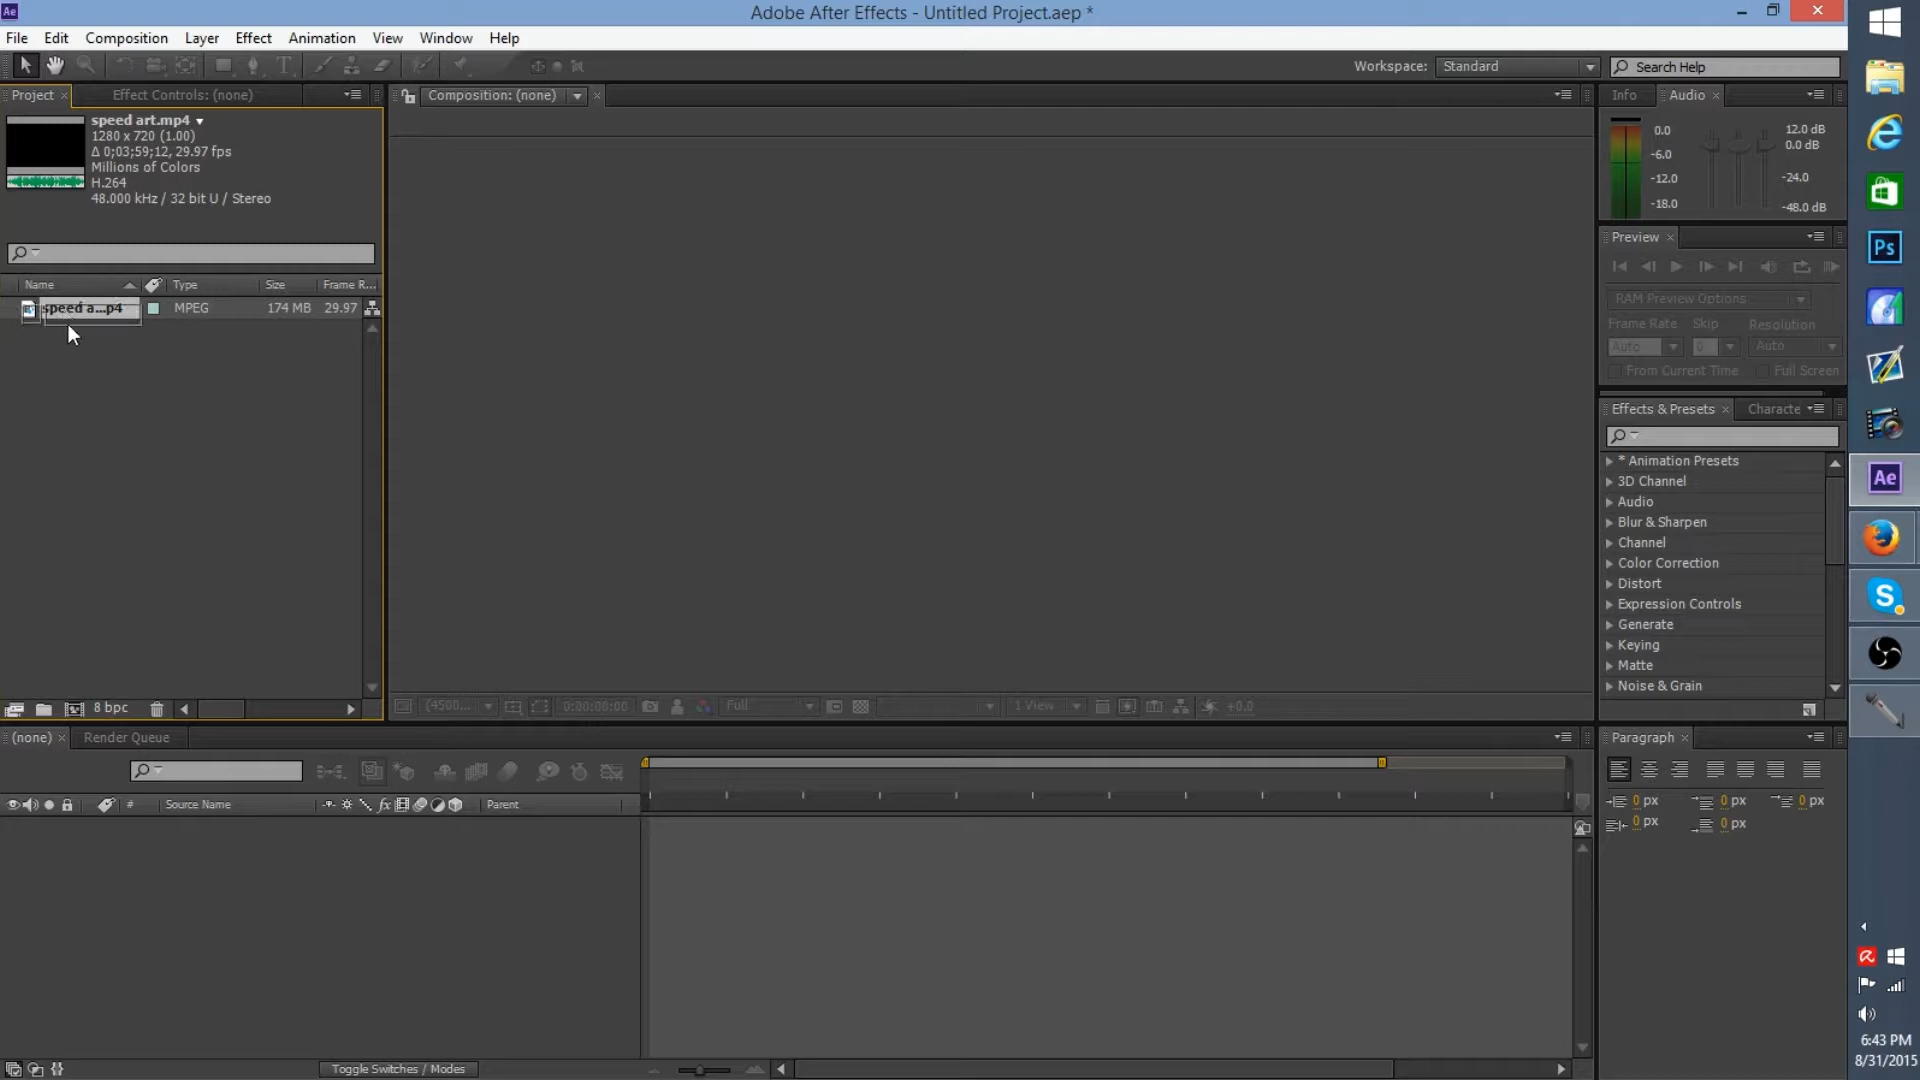 Ae
Adobe After Effects - Untitled Project.aep *
File Edit Composition Layer Effect Animation View Window Help
Workspace: Standard
Search Help
Project
Effect Controls: (none)
Composition: (none)
Info
Audio
speed art.mp4
1280 x 720 (1.00)
Δ 0;03;59;12, 29.97 fps
Millions of Colors
H.264
48.000 kHz / 32 bit U / Stereo
0.0
-6.0
-12.0
-18.0
12.0 dB
0.0 dB
-24.0
-48.0 dB
Name Type Size Frame R...
speed a...p4 MPEG 174 MB 29.97
Preview
RAM Preview Options
Frame Rate Skip Resolution
Auto 0 Auto
From Current Time Full Screen
Effects & Presets
Characte
* Animation Presets
3D Channel
Audio
Blur & Sharpen
Channel
Color Correction
Distort
Expression Controls
Generate
Keying
Matte
Noise & Grain
8 bpc
(4500... 0:00:00:00 Full 1 View +0.0
(none)
Render Queue
# Source Name fx Parent
Toggle Switches / Modes
Paragraph
0 px 0 px 0 px
0 px 0 px
Ps
Ae
S
6:43 PM
8/31/2015